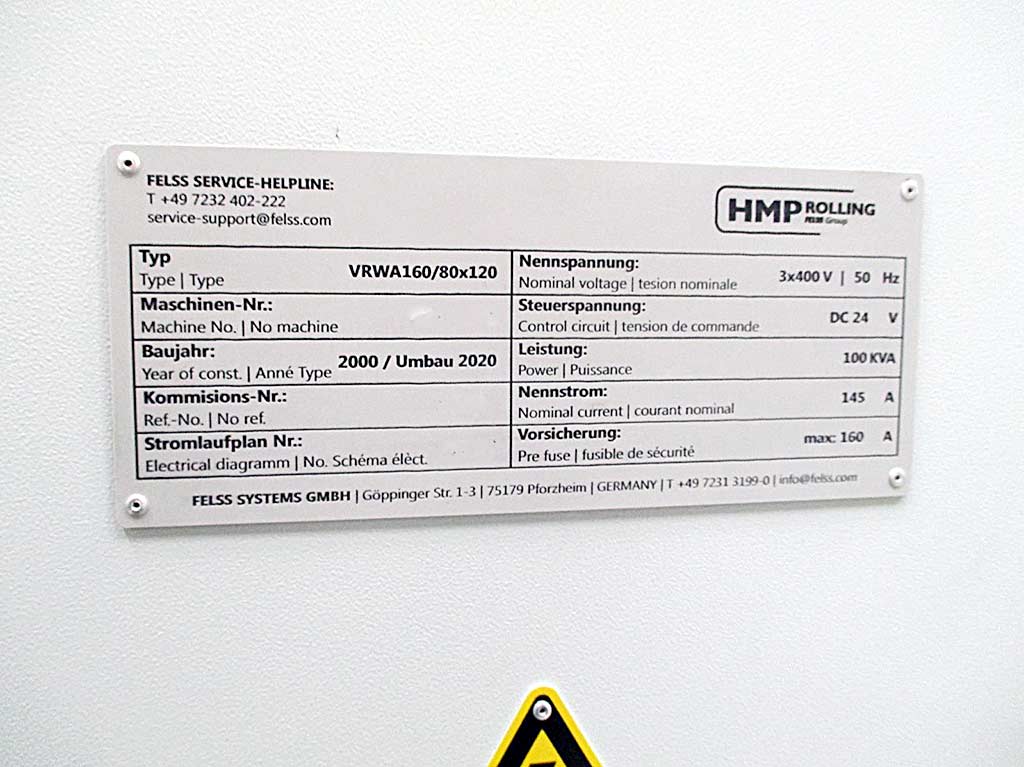 FELSS SERVICE-HELPLINE:
T +49 7232 402-222
service-support@felss.com
HMP ROLLING
FELSS Group
Typ
Type | Type
VRWA160/80x120
Maschinen-Nr.:
Machine No. | No machine
Baujahr:
Year of const. | Anné Type
2000 / Umbau 2020
Kommisions-Nr.:
Ref.-No. | No ref.
Stromlaufplan Nr.:
Electrical diagramm | No. Schéma élèct.
Nennspannung:
Nominal voltage | tesion nominale
3x400 V | 50 Hz
Steuerspannung:
Control circuit | tension de commande
DC 24 V
Leistung:
Power | Puissance
100 KVA
Nennstrom:
Nominal current | courant nominal
145 A
Vorsicherung:
Pre fuse | fusible de sécurité
max: 160 A
FELSS SYSTEMS GMBH | Göppinger Str. 1-3 | 75179 Pforzheim | GERMANY | T +49 7231 3199-0 | info@felss.com